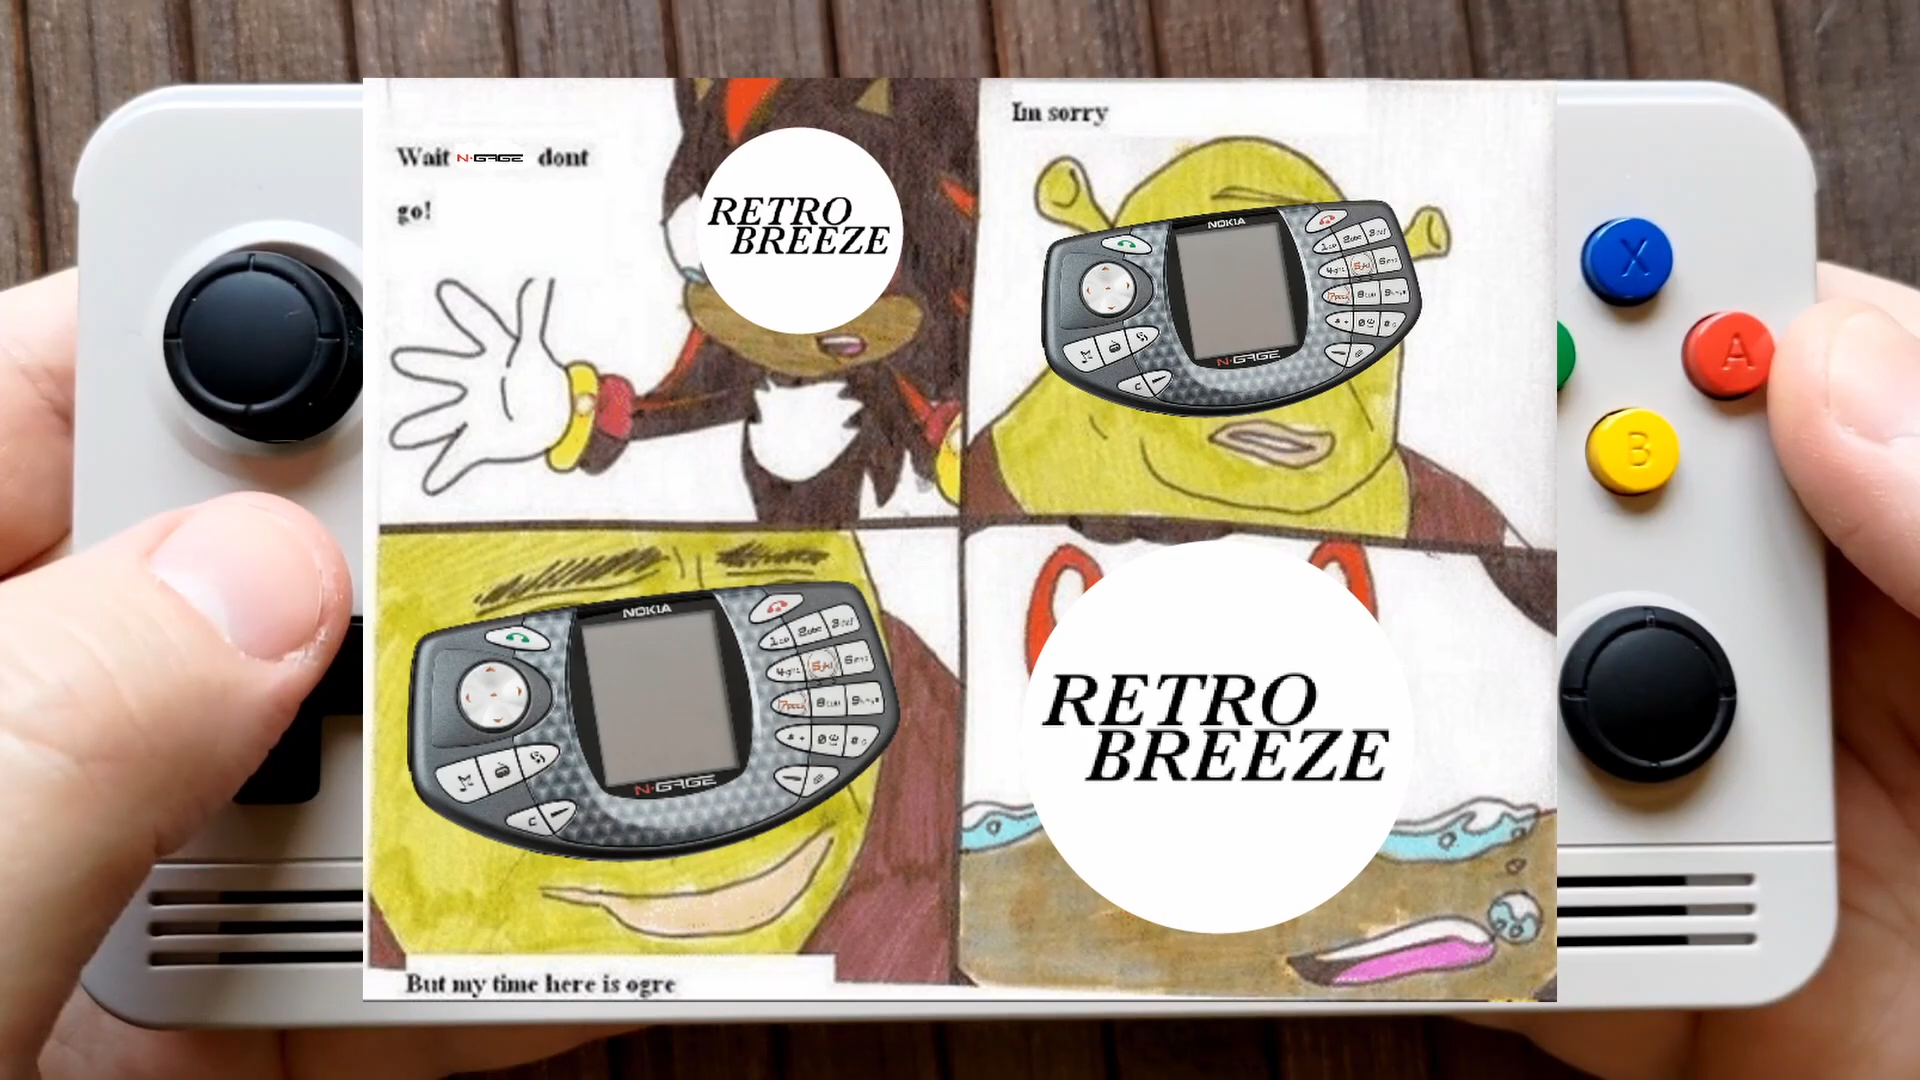 Wait N-GAGE dont
go!
RETRO
BREEZE
Im sorry
NOKIA
N-GAGE
NOKIA
N-GAGE
But my time here is ogre
RETRO
BREEZE
X
A
B